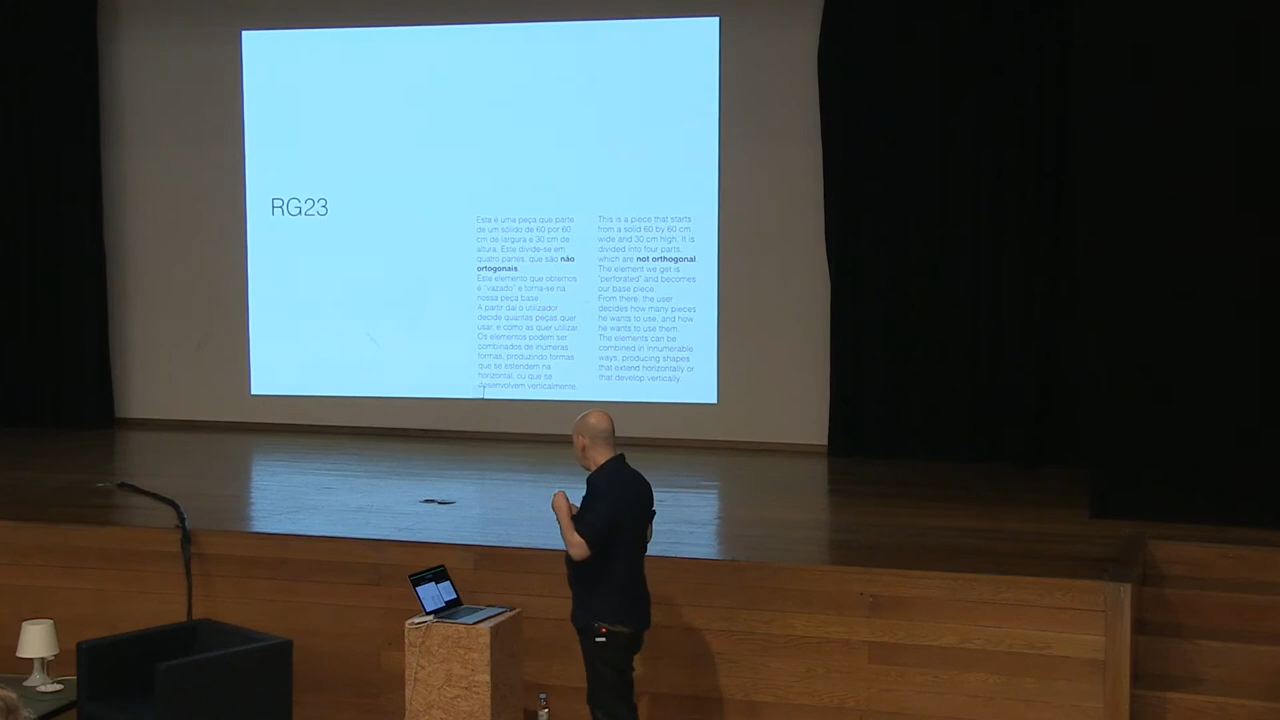 RG23
Esta é uma peça que parte
de um sólido de 60 por 60
cm de largura e 30 cm de
altura. Este divide-se em
quatro partes, que são não
ortogonais.
Este elemento que obtemos
é "vazado" e torna-se na
nossa peça base.
A partir daí o utilizador
decide quantas peças quer
usar, e como as quer utilizar.
Os elementos podem ser
combinados de inúmeras
formas, produzindo formas
que se estendem na
horizontal, ou que se
desenvolvem verticalmente.
This is a piece that starts
from a solid 60 by 60 cm
wide and 30 cm high. It is
divided into four parts,
which are not orthogonal.
The element we get is
"perforated" and becomes
our base piece.
From there, the user
decides how many pieces
he wants to use, and how
he wants to use them.
The elements can be
combined in innumerable
ways, producing shapes
that extend horizontally or
that develop vertically.